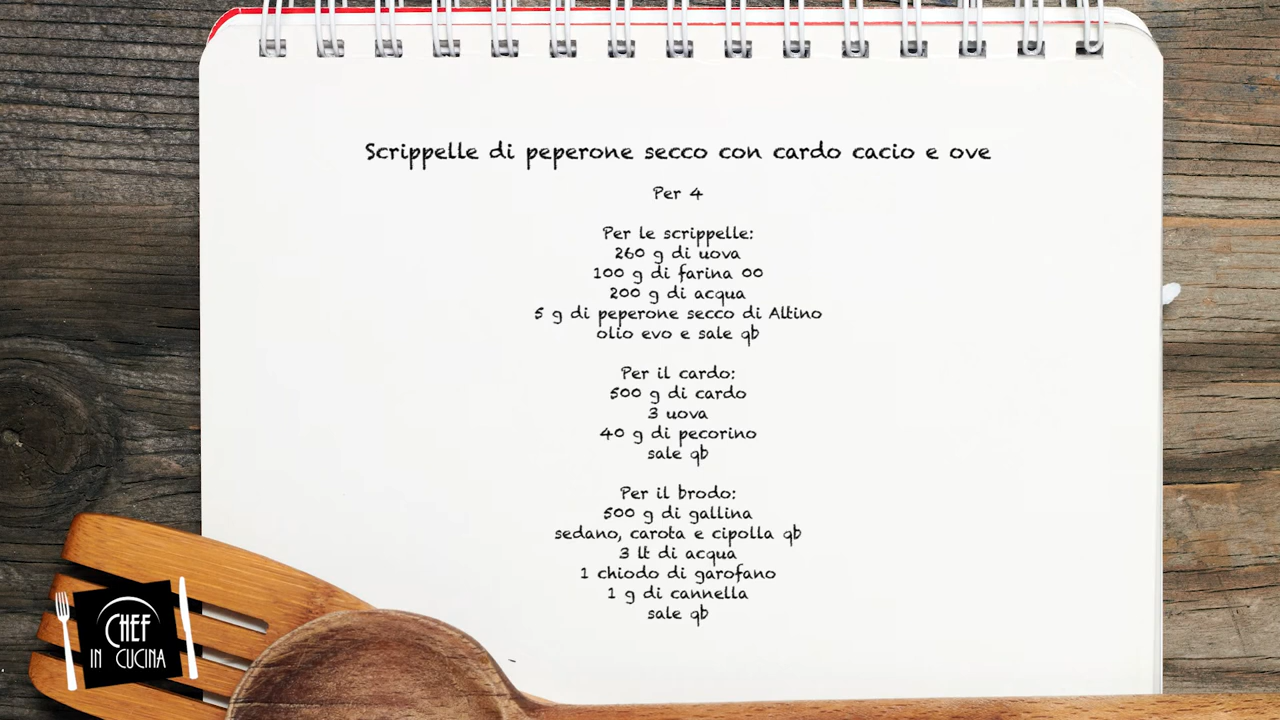 Scrippelle di peperone secco con cardo cacio e ove
Per 4
Per le scrippelle:
260 g di uova
100 g di farina 00
200 g di acqua
5 g di peperone secco di Altino
olio evo e sale qb
Per il cardo:
500 g di cardo
3 uova
40 g di pecorino
sale qb
Per il brodo:
500 g di gallina
sedano, carota e cipolla qb
3 lt di acqua
1 chiodo di garofano
1 g di cannella
sale qb
CHEF
IN CUCINA